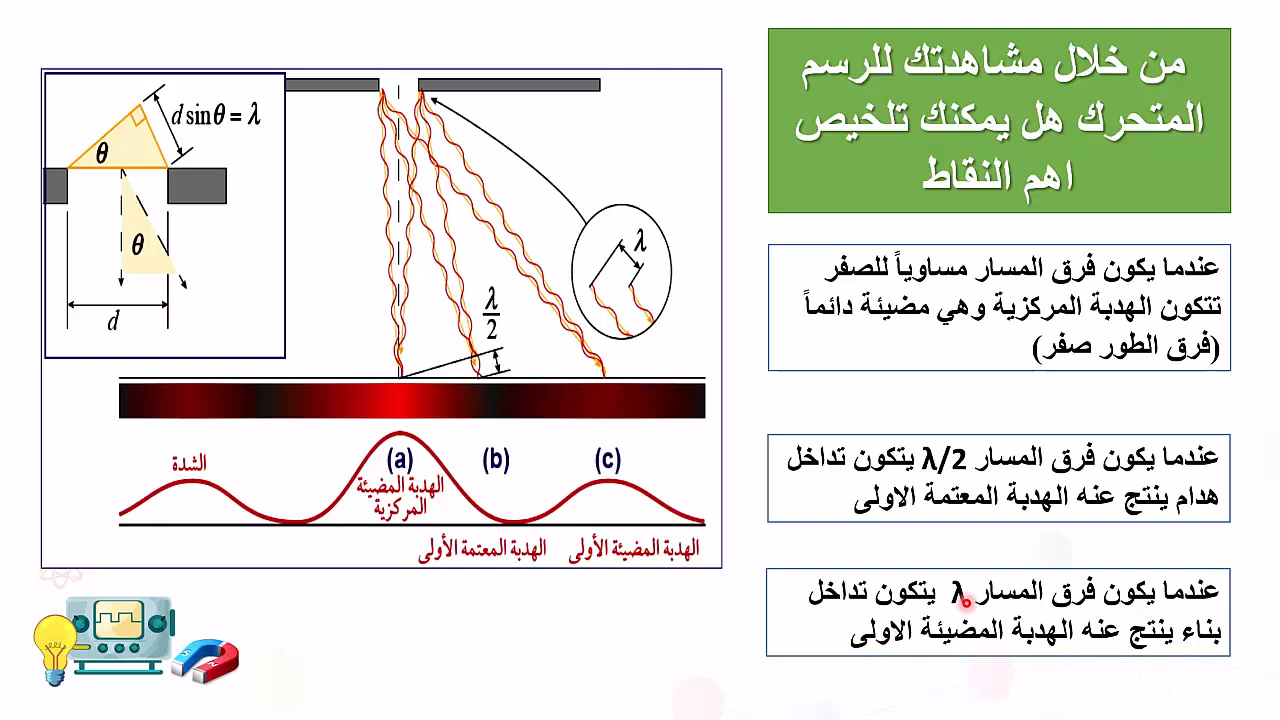 من خلال مشاهدتك للرسم
المتحرك هل يمكنك تلخيص
اهم النقاط
عندما يكون فرق المسار مساوياً للصفر
تتكون الهدبة المركزية وهي مضيئة دائماً
(فرق الطور صفر)
عندما يكون فرق المسار λ/2 يتكون تداخل
هدام ينتج عنه الهدبة المعتمة الاولى
عندما يكون فرق المسار λ يتكون تداخل
بناء ينتج عنه الهدبة المضيئة الاولى
d sinθ = λ
θ
θ
d
λ
λ
2
الشدة
(a)
(b)
(c)
الهدبة المضيئة
المركزية
الهدبة المعتمة الأولى
الهدبة المضيئة الأولى